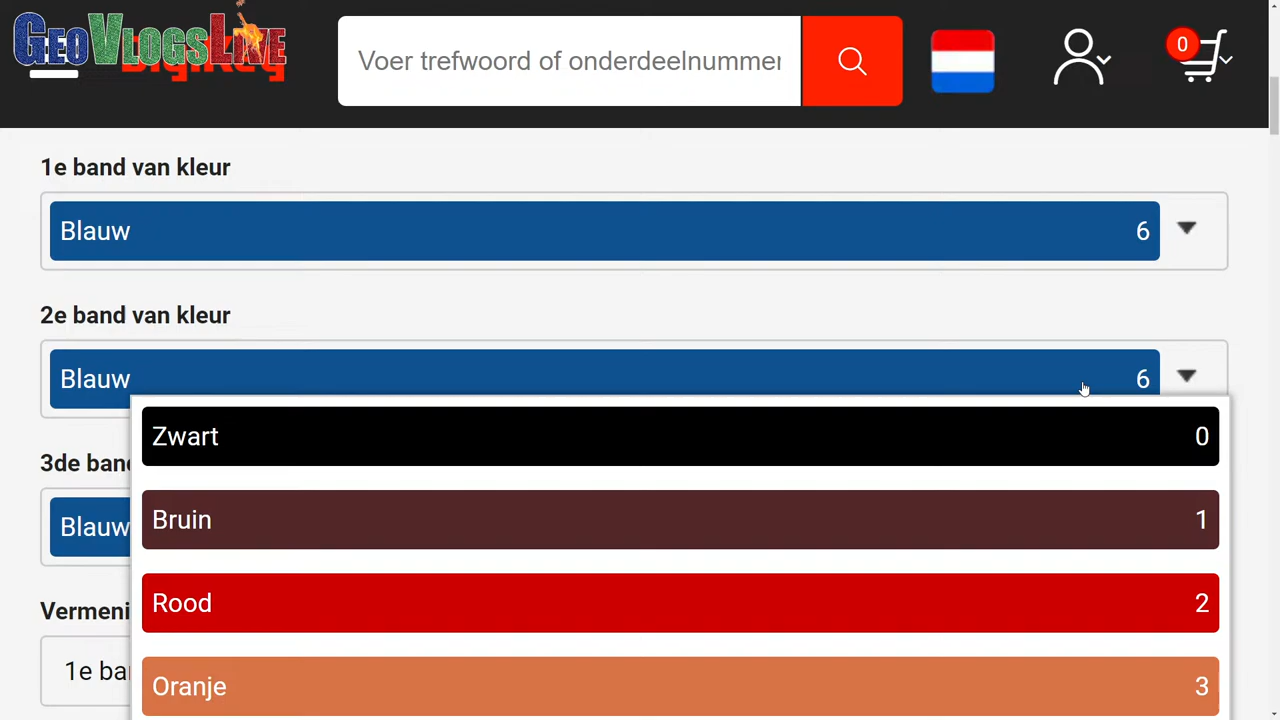 GeoVlogsLive
Voer trefwoord of onderdeelnummer
0
1e band van kleur
Blauw 6
2e band van kleur
Blauw 6
Zwart 0
3de band
Bruin 1
Blauw
Rood 2
Vermeni
1e ba
Oranje 3